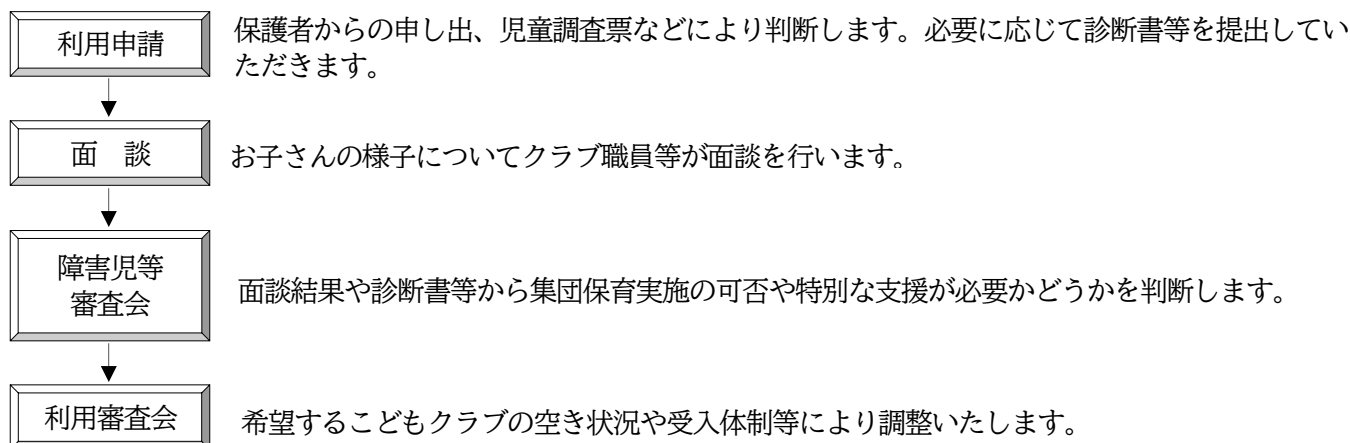 利用申請
保護者からの申し出、児童調査票などにより判断します。必要に応じて診断書等を提出してい
ただきます。
面　談
お子さんの様子についてクラブ職員等が面談を行います。
障害児等
審査会
面談結果や診断書等から集団保育実施の可否や特別な支援が必要かどうかを判断します。
利用審査会
希望するこどもクラブの空き状況や受入体制等により調整いたします。